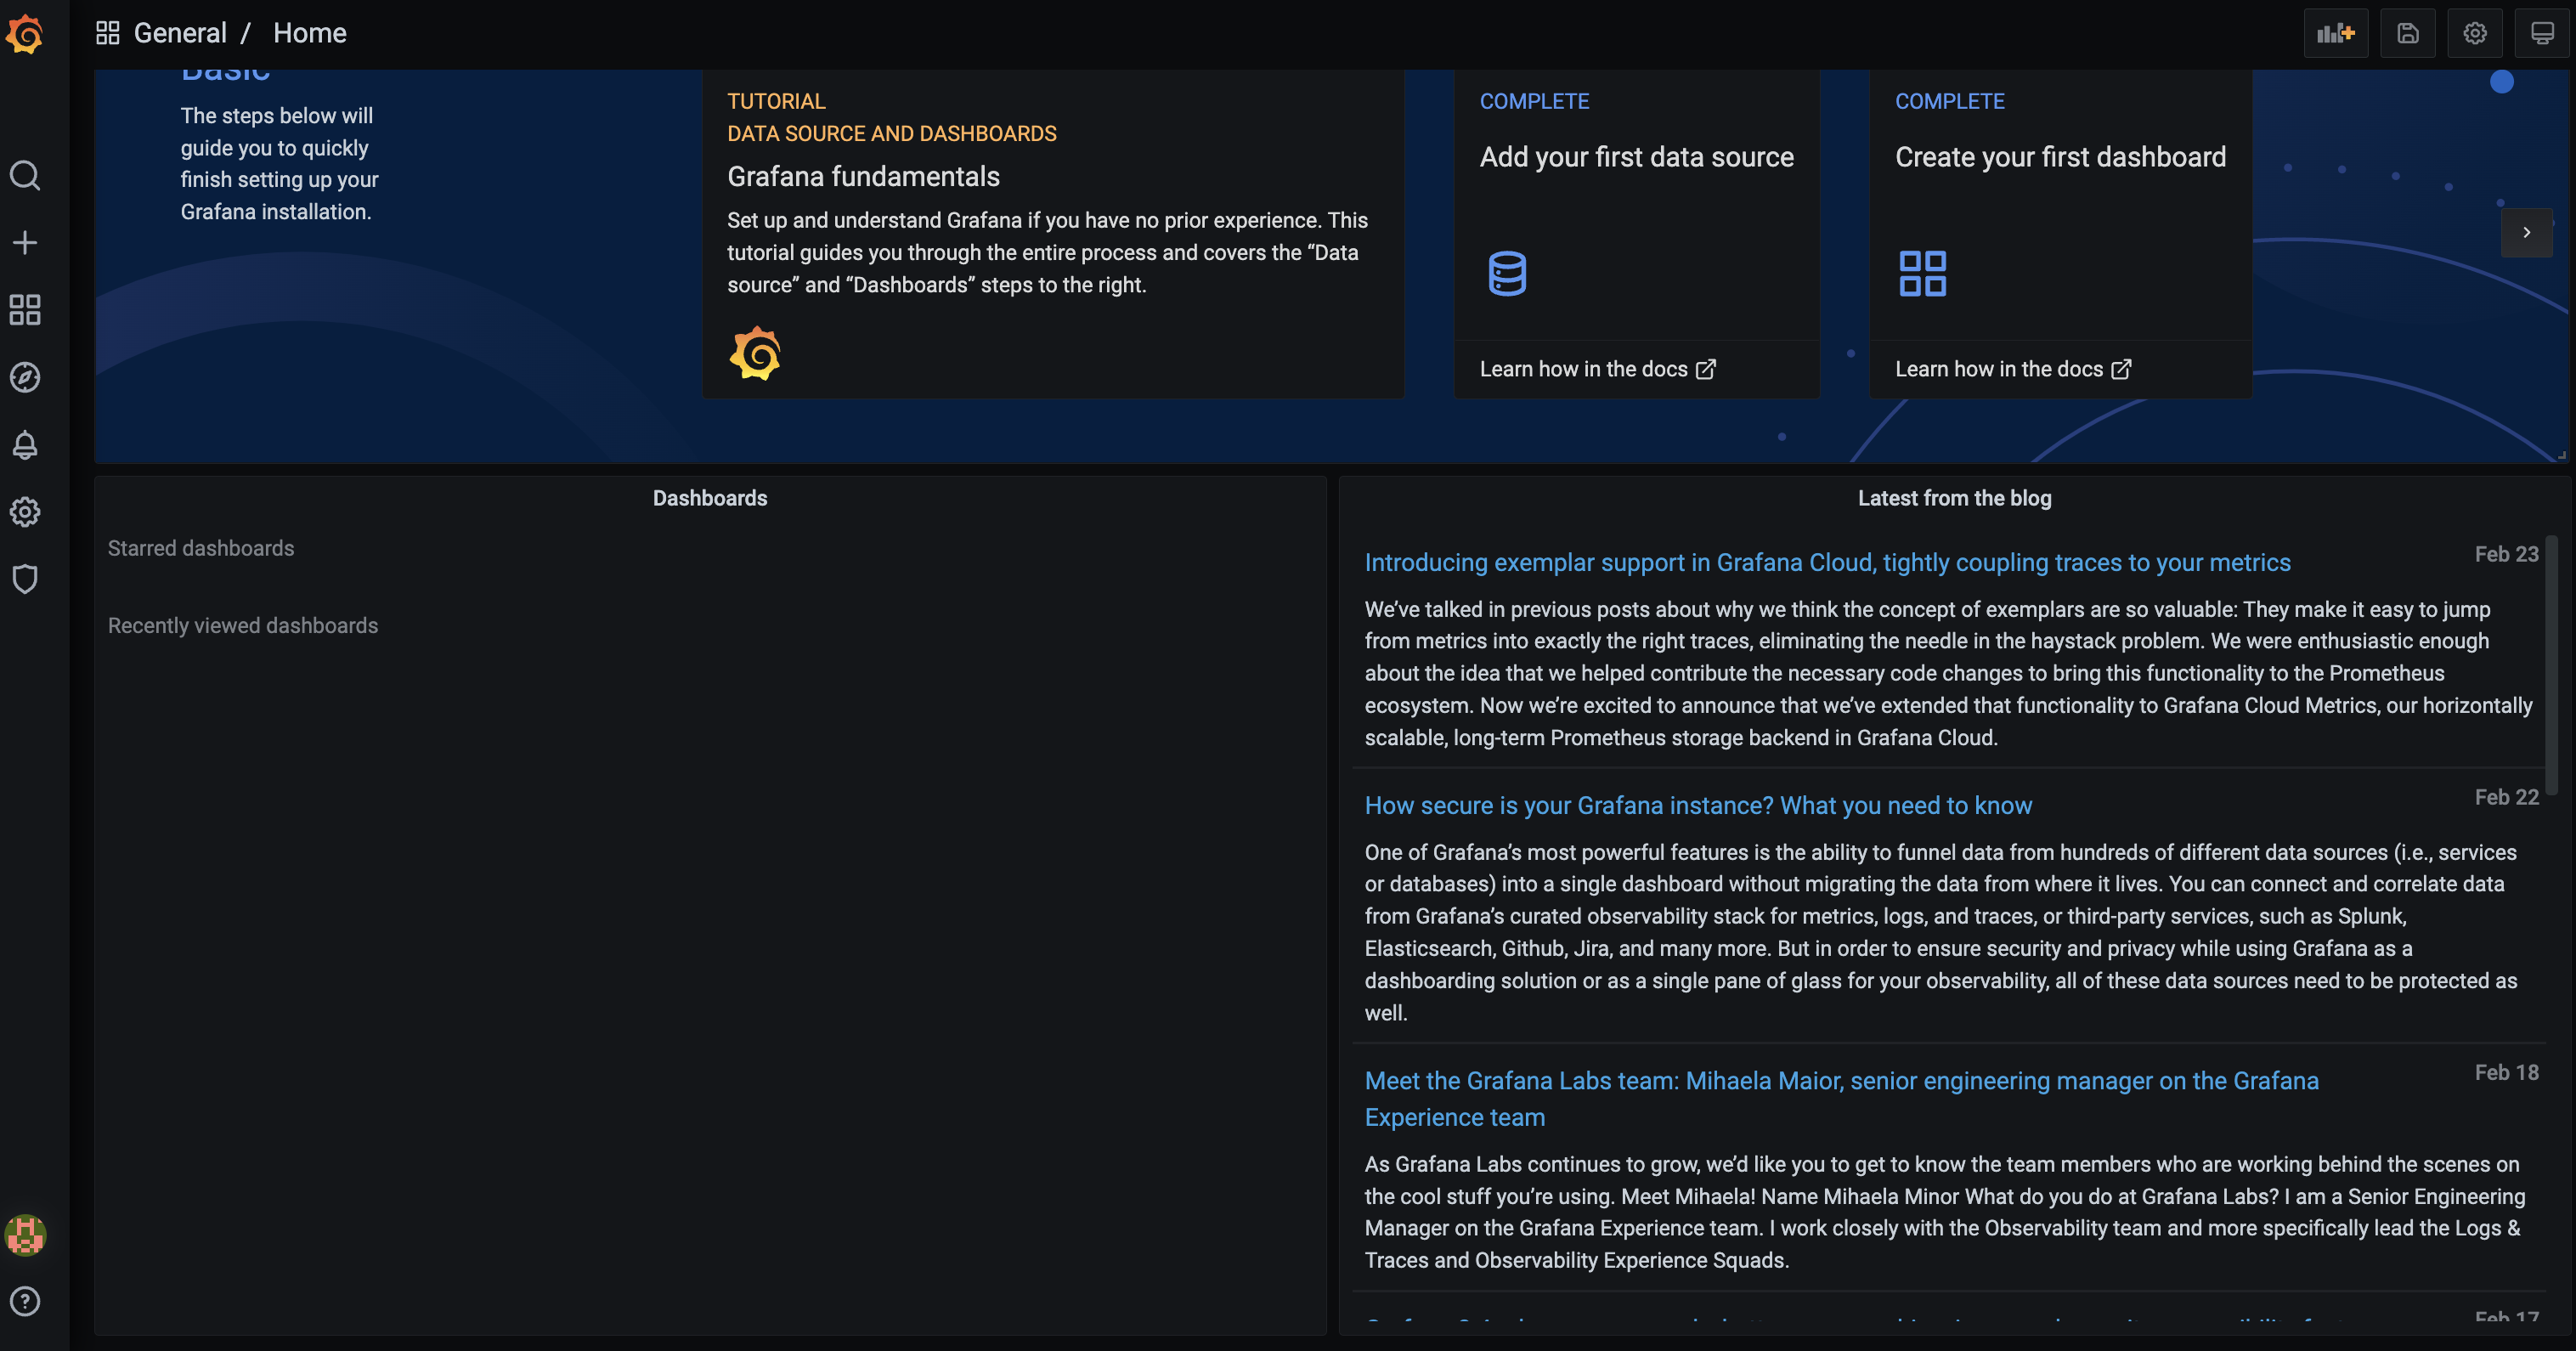 General / Home
Basic
The steps below will
guide you to quickly
finish setting up your
Grafana installation.
TUTORIAL
DATA SOURCE AND DASHBOARDS
Grafana fundamentals
Set up and understand Grafana if you have no prior experience. This
tutorial guides you through the entire process and covers the “Data
source” and “Dashboards” steps to the right.
COMPLETE
Add your first data source
Learn how in the docs
COMPLETE
Create your first dashboard
Learn how in the docs
Dashboards
Starred dashboards
Recently viewed dashboards
Latest from the blog
Introducing exemplar support in Grafana Cloud, tightly coupling traces to your metrics
Feb 23
We’ve talked in previous posts about why we think the concept of exemplars are so valuable: They make it easy to jump
from metrics into exactly the right traces, eliminating the needle in the haystack problem. We were enthusiastic enough
about the idea that we helped contribute the necessary code changes to bring this functionality to the Prometheus
ecosystem. Now we’re excited to announce that we’ve extended that functionality to Grafana Cloud Metrics, our horizontally
scalable, long-term Prometheus storage backend in Grafana Cloud.
How secure is your Grafana instance? What you need to know
Feb 22
One of Grafana’s most powerful features is the ability to funnel data from hundreds of different data sources (i.e., services
or databases) into a single dashboard without migrating the data from where it lives. You can connect and correlate data
from Grafana’s curated observability stack for metrics, logs, and traces, or third-party services, such as Splunk,
Elasticsearch, Github, Jira, and many more. But in order to ensure security and privacy while using Grafana as a
dashboarding solution or as a single pane of glass for your observability, all of these data sources need to be protected as
well.
Meet the Grafana Labs team: Mihaela Maior, senior engineering manager on the Grafana
Experience team
Feb 18
As Grafana Labs continues to grow, we’d like you to get to know the team members who are working behind the scenes on
the cool stuff you’re using. Meet Mihaela! Name Mihaela Minor What do you do at Grafana Labs? I am a Senior Engineering
Manager on the Grafana Experience team. I work closely with the Observability team and more specifically lead the Logs &
Traces and Observability Experience Squads.
Feb 17